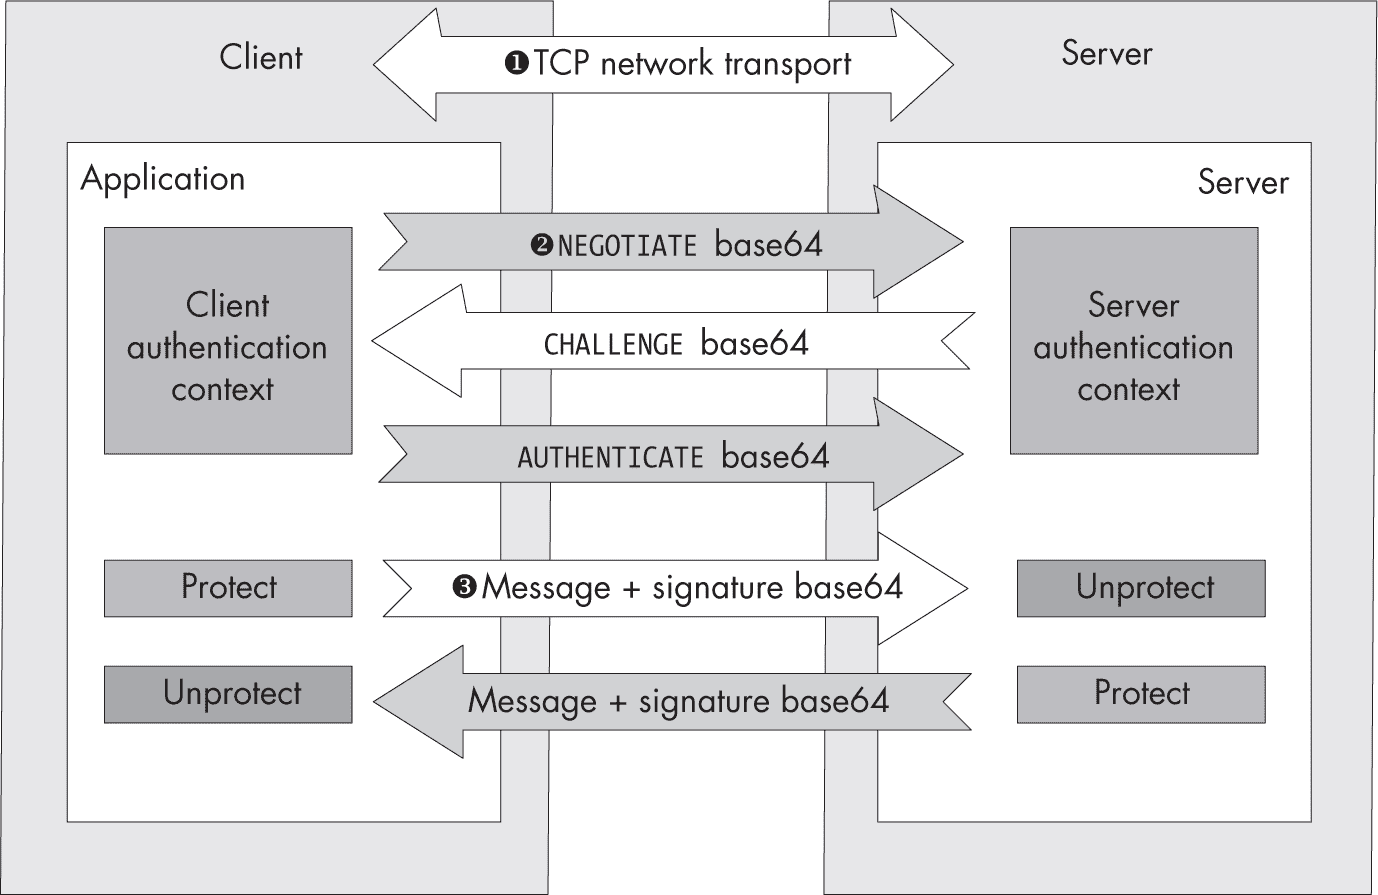 Client
❶TCP network transport
Server
Application
Server
❷NEGOTIATE base64
Client
authentication
context
CHALLENGE base64
Server
authentication
context
AUTHENTICATE base64
Protect
❸Message + signature base64
Unprotect
Unprotect
Message + signature base64
Protect